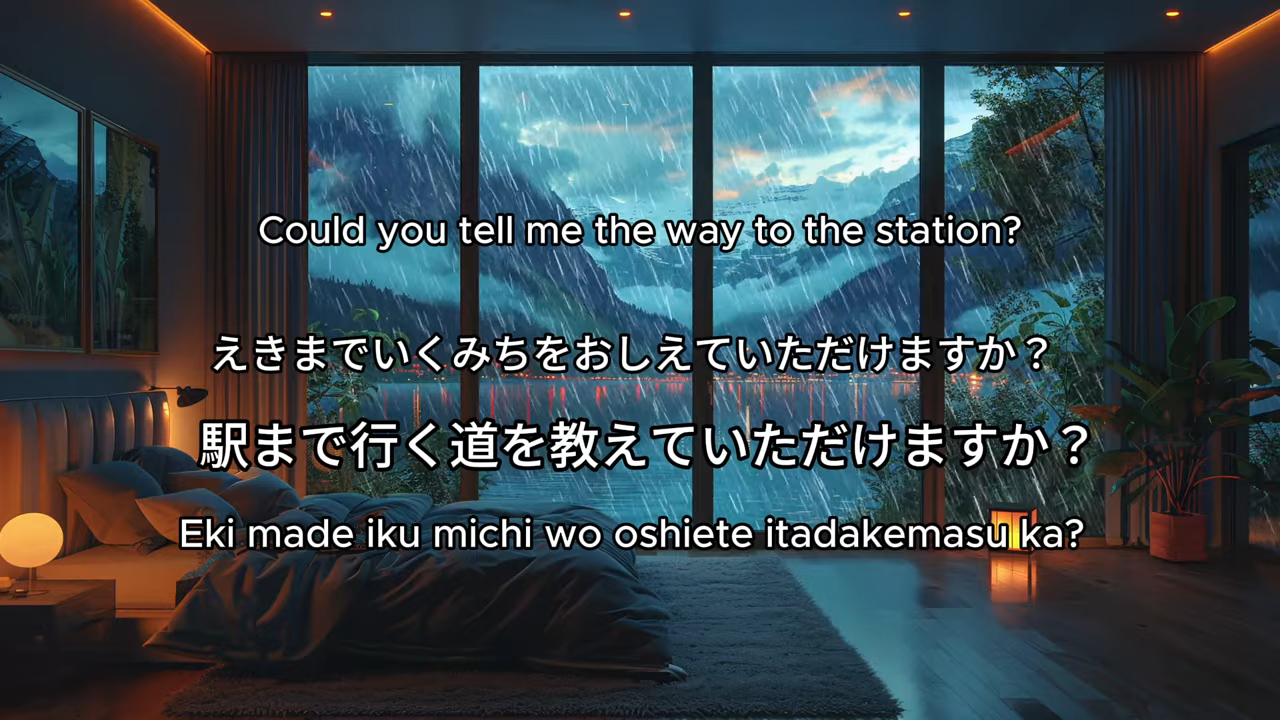 Could you tell me the way to the station?
えきまでいくみちをおしえていただけますか？
駅まで行く道を教えていただけますか？
Eki made iku michi wo oshiete itadakemasu ka?